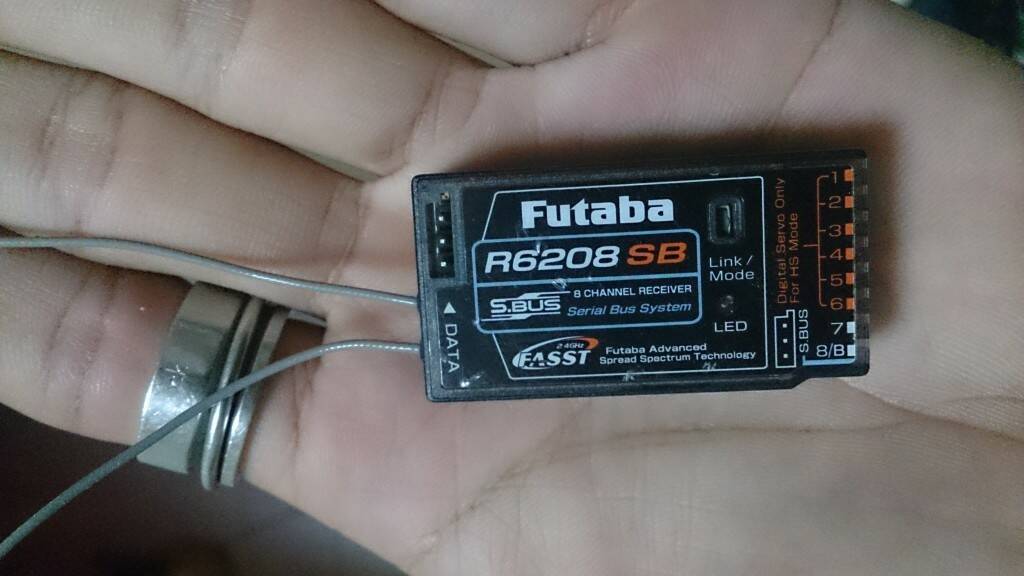 Futaba
R6208 SB
S.BUS
8 CHANNEL RECEIVER
Serial Bus System
2.4GHz
FASST
Futaba Advanced
Spread Spectrum Technology
◀ DATA
Link /
Mode
LED
Digital Servo Only
For HS Mode
S.BUS
1
2
3
4
5
6
7
8/B